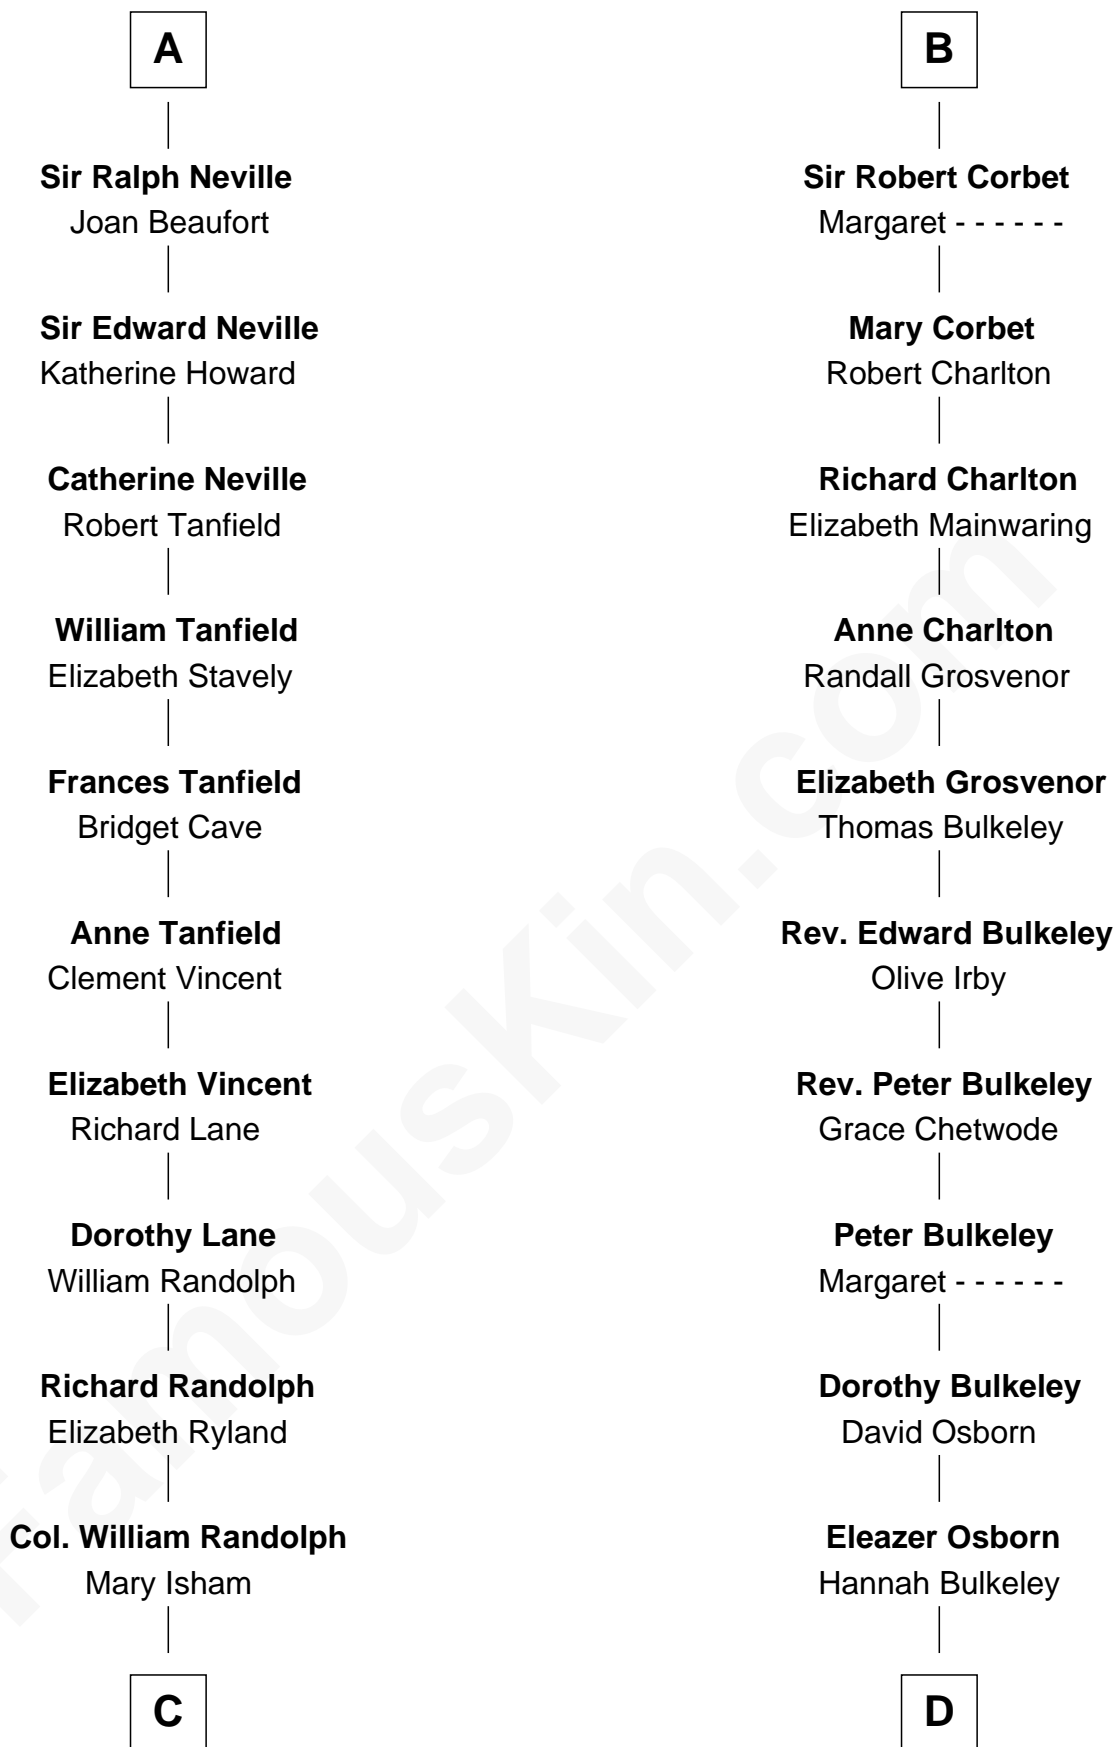 A
Sir Ralph Neville
Joan Beaufort
Sir Edward Neville
Katherine Howard
Catherine Neville
Robert Tanfield
William Tanfield
Elizabeth Stavely
Frances Tanfield
Bridget Cave
Anne Tanfield
Clement Vincent
Elizabeth Vincent
Richard Lane
Dorothy Lane
William Randolph
Richard Randolph
Elizabeth Ryland
Col. William Randolph
Mary Isham
C
B
Sir Robert Corbet
Margaret - - - - - -
Mary Corbet
Robert Charlton
Richard Charlton
Elizabeth Mainwaring
Anne Charlton
Randall Grosvenor
Elizabeth Grosvenor
Thomas Bulkeley
Rev. Edward Bulkeley
Olive Irby
Rev. Peter Bulkeley
Grace Chetwode
Peter Bulkeley
Margaret - - - - - -
Dorothy Bulkeley
David Osborn
Eleazer Osborn
Hannah Bulkeley
D
FamousKin.com